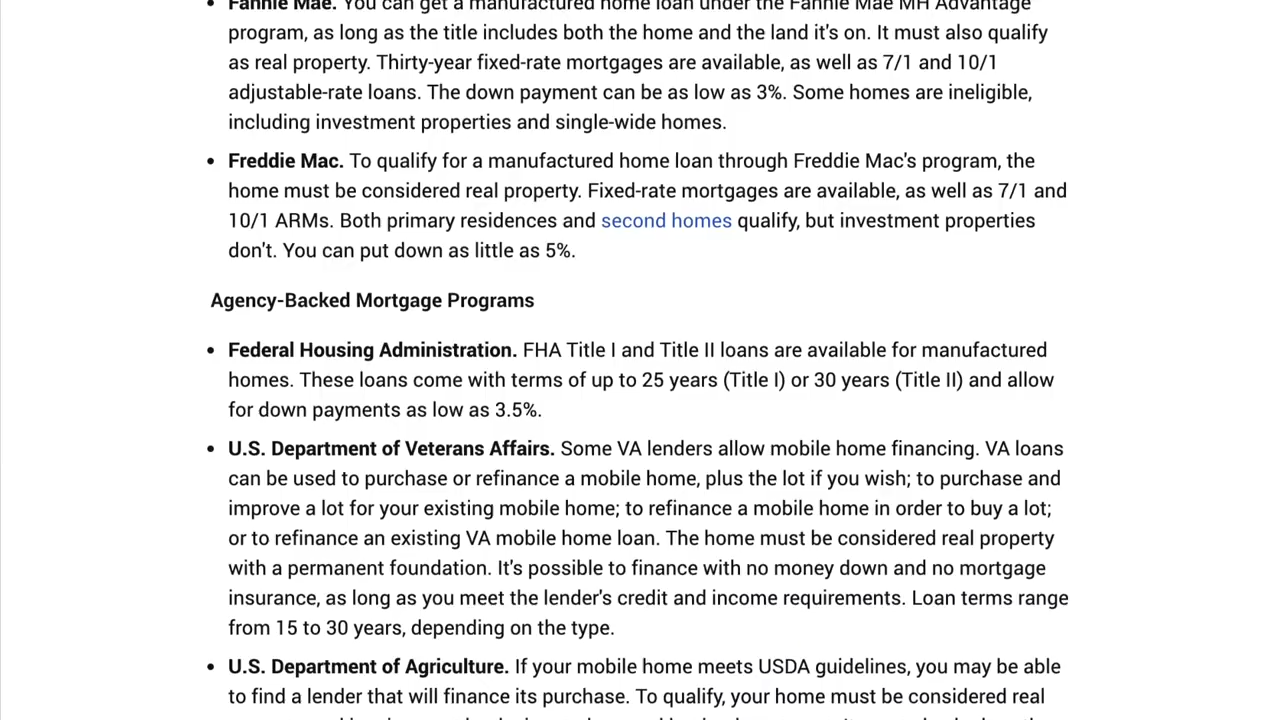 Fannie Mae. You can get a manufactured home loan under the Fannie Mae MH Advantage
program, as long as the title includes both the home and the land it's on. It must also qualify
as real property. Thirty-year fixed-rate mortgages are available, as well as 7/1 and 10/1
adjustable-rate loans. The down payment can be as low as 3%. Some homes are ineligible,
including investment properties and single-wide homes.
Freddie Mac. To qualify for a manufactured home loan through Freddie Mac's program, the
home must be considered real property. Fixed-rate mortgages are available, as well as 7/1 and
10/1 ARMs. Both primary residences and second homes qualify, but investment properties
don't. You can put down as little as 5%.
Agency-Backed Mortgage Programs
Federal Housing Administration. FHA Title I and Title II loans are available for manufactured
homes. These loans come with terms of up to 25 years (Title I) or 30 years (Title II) and allow
for down payments as low as 3.5%.
U.S. Department of Veterans Affairs. Some VA lenders allow mobile home financing. VA loans
can be used to purchase or refinance a mobile home, plus the lot if you wish; to purchase and
improve a lot for your existing mobile home; to refinance a mobile home in order to buy a lot;
or to refinance an existing VA mobile home loan. The home must be considered real property
with a permanent foundation. It's possible to finance with no money down and no mortgage
insurance, as long as you meet the lender's credit and income requirements. Loan terms range
from 15 to 30 years, depending on the type.
U.S. Department of Agriculture. If your mobile home meets USDA guidelines, you may be able
to find a lender that will finance its purchase. To qualify, your home must be considered real